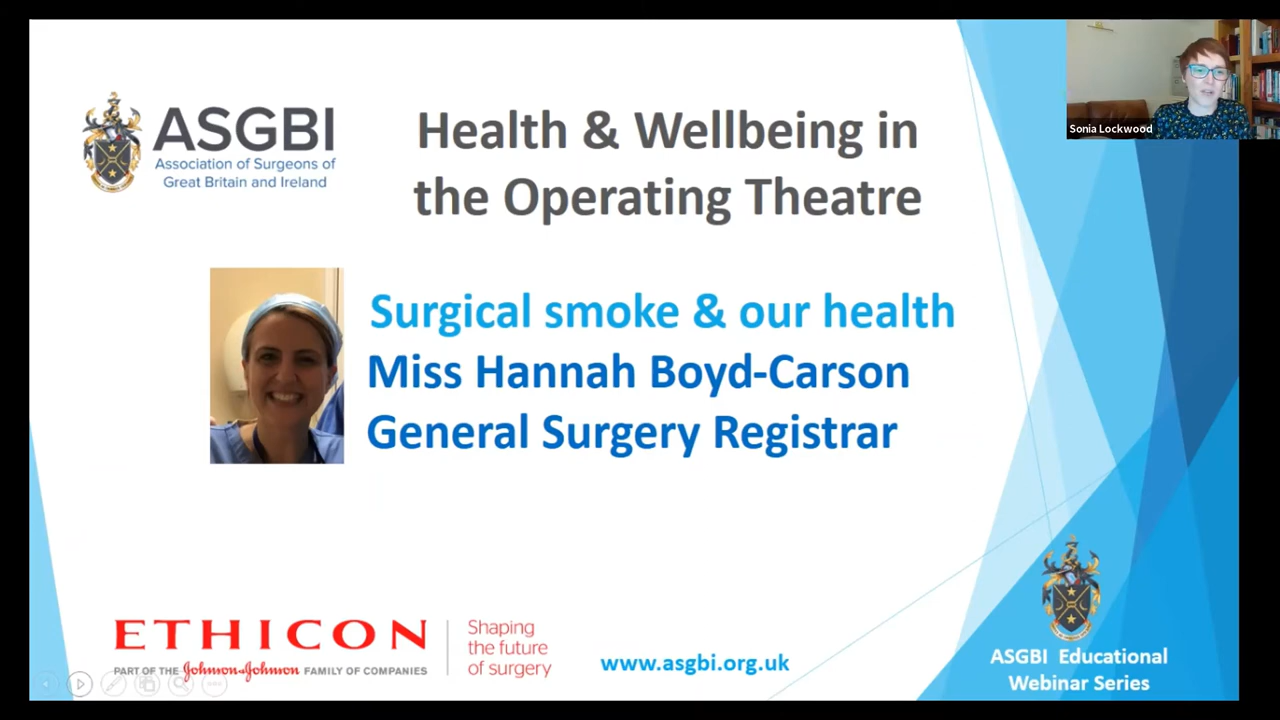 ASGBI
Association of Surgeons of
Great Britain and Ireland
Health & Wellbeing in
the Operating Theatre
Sonia Lockwood
Surgical smoke & our health
Miss Hannah Boyd-Carson
General Surgery Registrar
ETHICON
PART OF THE Johnson & Johnson FAMILY OF COMPANIES
Shaping
the future
of surgery
www.asgbi.org.uk
ASGBI Educational
Webinar Series